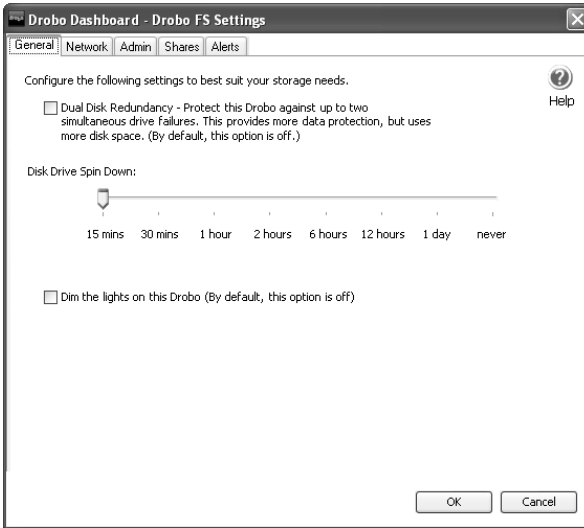 Drobo Dashboard - Drobo FS Settings
General Network Admin Shares Alerts
Configure the following settings to best suit your storage needs.
Help
Dual Disk Redundancy - Protect this Drobo against up to two
simultaneous drive failures. This provides more data protection, but uses
more disk space. (By default, this option is off.)
Disk Drive Spin Down:
15 mins 30 mins 1 hour 2 hours 6 hours 12 hours 1 day never
Dim the lights on this Drobo (By default, this option is off)
OK Cancel